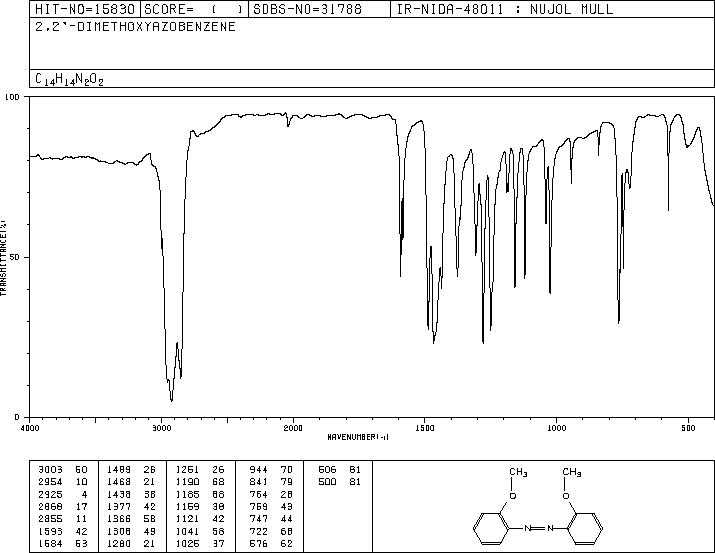 HIT-NO=15830 SCORE= ( ) SDBS-NO=31788 IR-NIDA-48011 : NUJOL MULL
2,2'-DIMETHOXYAZOBENZENE
C14H14N2O2
100
TRANSMITTANCE(%)
50
0
4000 3000 2000 1500 1000 500
WAVENUMBER(-1)
3003 60 1489 26 1251 26 944 70 506 81
2954 10 1468 21 1190 68 841 79 500 81
2925 4 1438 38 1185 68 764 28
2868 17 1377 42 1159 38 759 43
2855 11 1366 58 1121 42 747 44
1593 42 1308 49 1041 58 722 68
1584 53 1280 21 1025 37 576 62
CH3 CH3
O O
N N